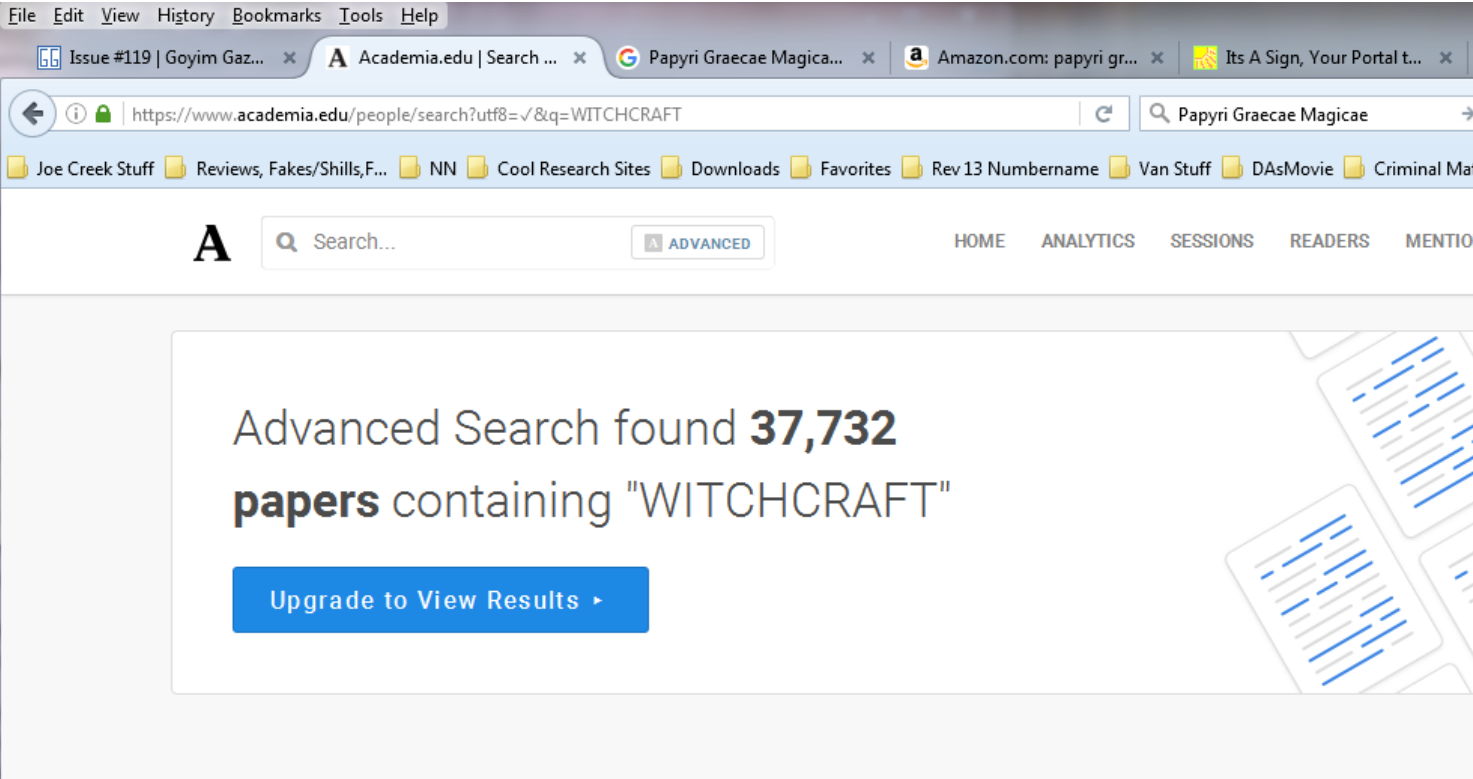 File Edit View History Bookmarks Tools Help
GG Issue #119 | Goyim Gaz... × A Academia.edu | Search ... × G Papyri Graecae Magica... × a Amazon.com: papyri gr... × Its A Sign, Your Portal t... ×
https://www.academia.edu/people/search?utf8=✓&q=WITCHCRAFT Papyri Graecae Magicae
Joe Creek Stuff Reviews, Fakes/Shills,F... NN Cool Research Sites Downloads Favorites Rev 13 Numbername Van Stuff DAsMovie Criminal Mat
A Search... A ADVANCED HOME ANALYTICS SESSIONS READERS MENTIO
Advanced Search found 37,732
papers containing "WITCHCRAFT"
Upgrade to View Results ▸